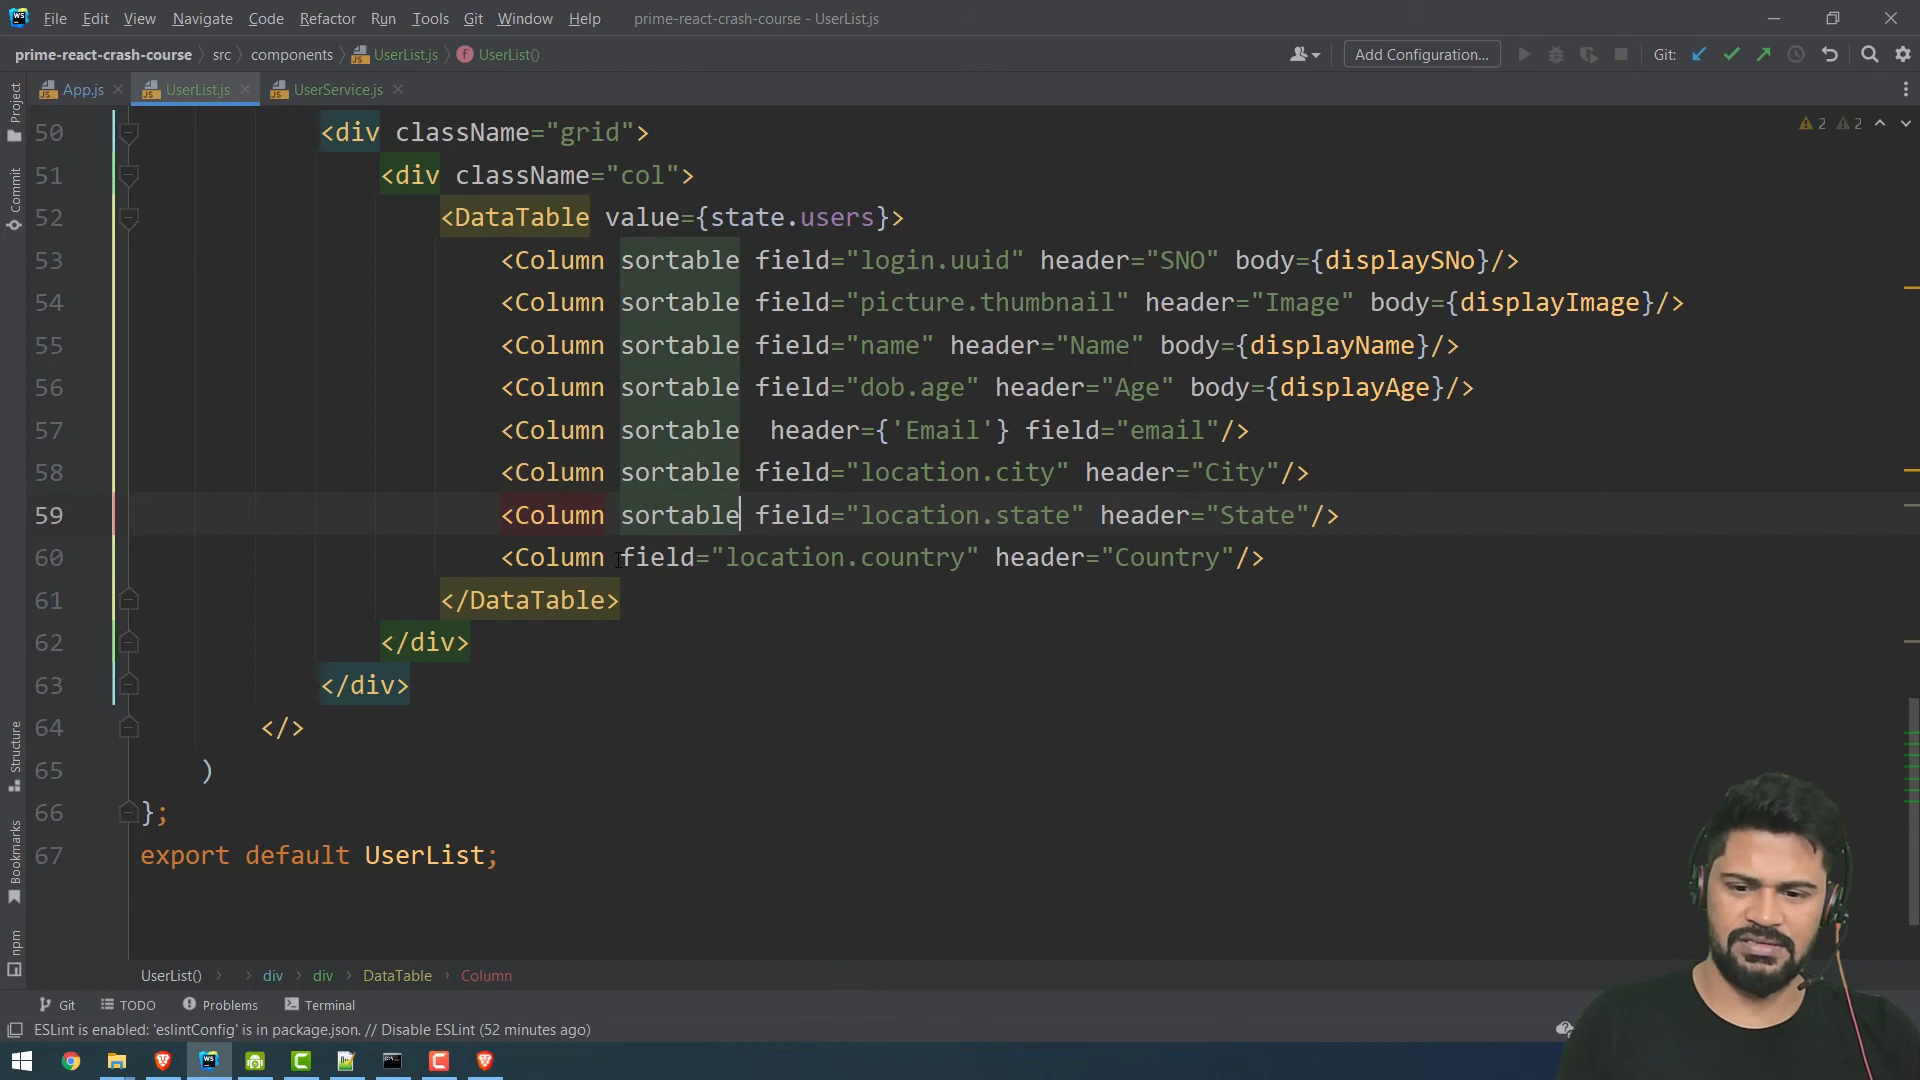 File Edit View Navigate Code Refactor Run Tools Git Window Help prime-react-crash-course - UserList.js
prime-react-crash-course src components UserList.js UserList() Add Configuration... Git:
App.js UserList.js UserService.js
Project
Commit
Structure
Bookmarks
npm
2 2
50 <div className="grid">
51 <div className="col">
52 <DataTable value={state.users}>
53 <Column sortable field="login.uuid" header="SNO" body={displaySNo}/>
54 <Column sortable field="picture.thumbnail" header="Image" body={displayImage}/>
55 <Column sortable field="name" header="Name" body={displayName}/>
56 <Column sortable field="dob.age" header="Age" body={displayAge}/>
57 <Column sortable  header={'Email'} field="email"/>
58 <Column sortable field="location.city" header="City"/>
59 <Column sortable field="location.state" header="State"/>
60 <Column field="location.country" header="Country"/>
61 </DataTable>
62 </div>
63 </div>
64 </>
65 )
66 };
67 export default UserList;
UserList() div div DataTable Column
Git TODO Problems Terminal
ESLint is enabled: 'eslintConfig' is in package.json. // Disable ESLint (52 minutes ago)